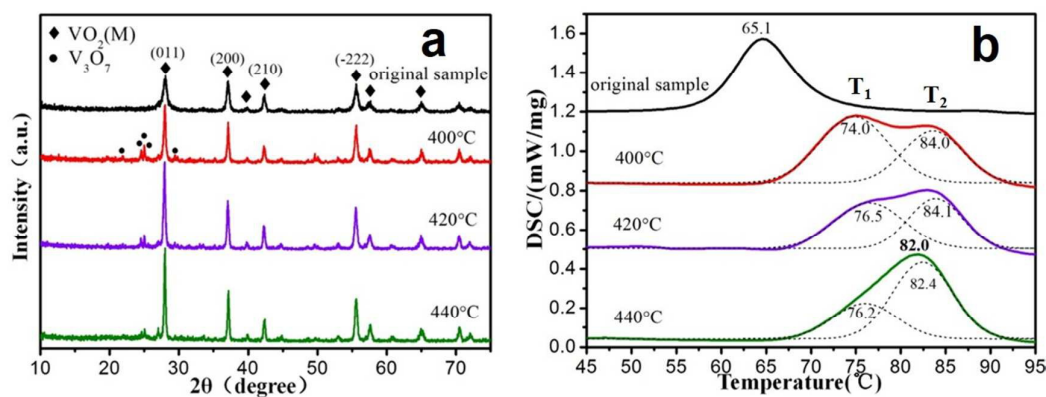 a
◆ VO₂(M)
● V₃O₇
(011)
(200)
(210)
(-222)
original sample
400°C
420°C
440°C
Intensity (a.u.)
10 20 30 40 50 60 70
2θ (degree)
b
65.1
original sample
T₁
T₂
74.0
84.0
400°C
76.5
84.1
420°C
82.0
82.4
76.2
440°C
DSC/(mW/mg)
1.6
1.4
1.2
1.0
0.8
0.6
0.4
0.2
0.0
45 50 55 60 65 70 75 80 85 90 95
Temperature(℃)